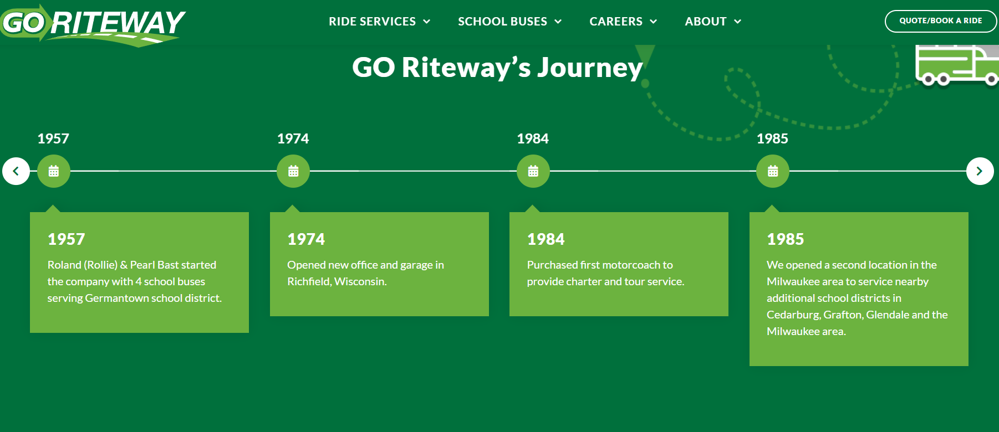 GO RITEWAY
RIDE SERVICES
SCHOOL BUSES
CAREERS
ABOUT
QUOTE/BOOK A RIDE
GO Riteway’s Journey
1957
1974
1984
1985
1957
Roland (Rollie) & Pearl Bast started
the company with 4 school buses
serving Germantown school district.
1974
Opened new office and garage in
Richfield, Wisconsin.
1984
Purchased first motorcoach to
provide charter and tour service.
1985
We opened a second location in the
Milwaukee area to service nearby
additional school districts in
Cedarburg, Grafton, Glendale and the
Milwaukee area.